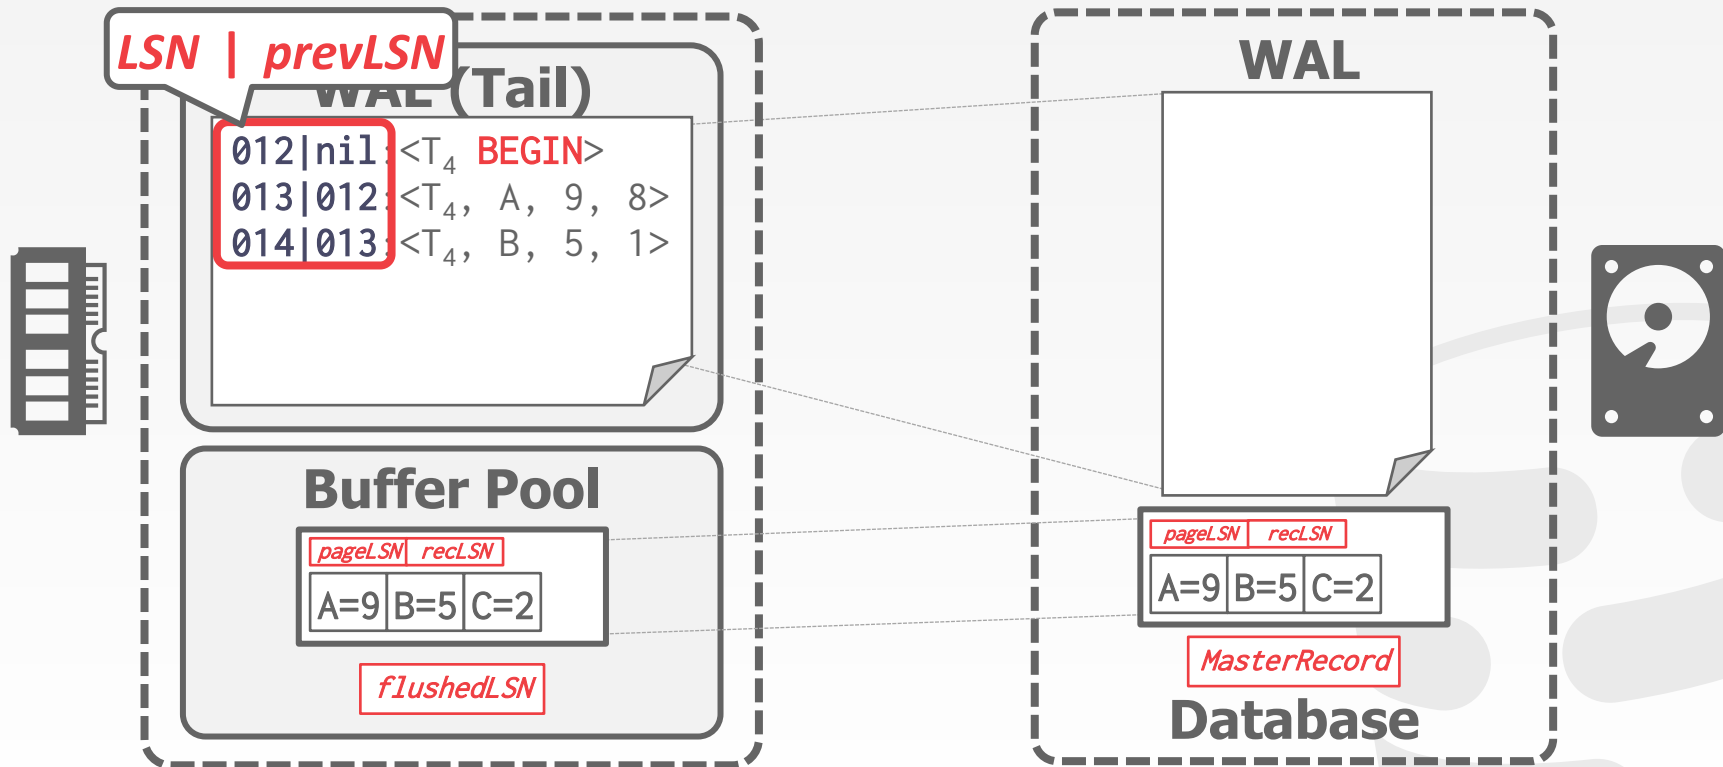 LSN | prevLSN
WAL (Tail)
012|nil:<T4 BEGIN>
013|012:<T4, A, 9, 8>
014|013:<T4, B, 5, 1>
Buffer Pool
pageLSN recLSN
A=9 B=5 C=2
flushedLSN
WAL
pageLSN recLSN
A=9 B=5 C=2
MasterRecord
Database